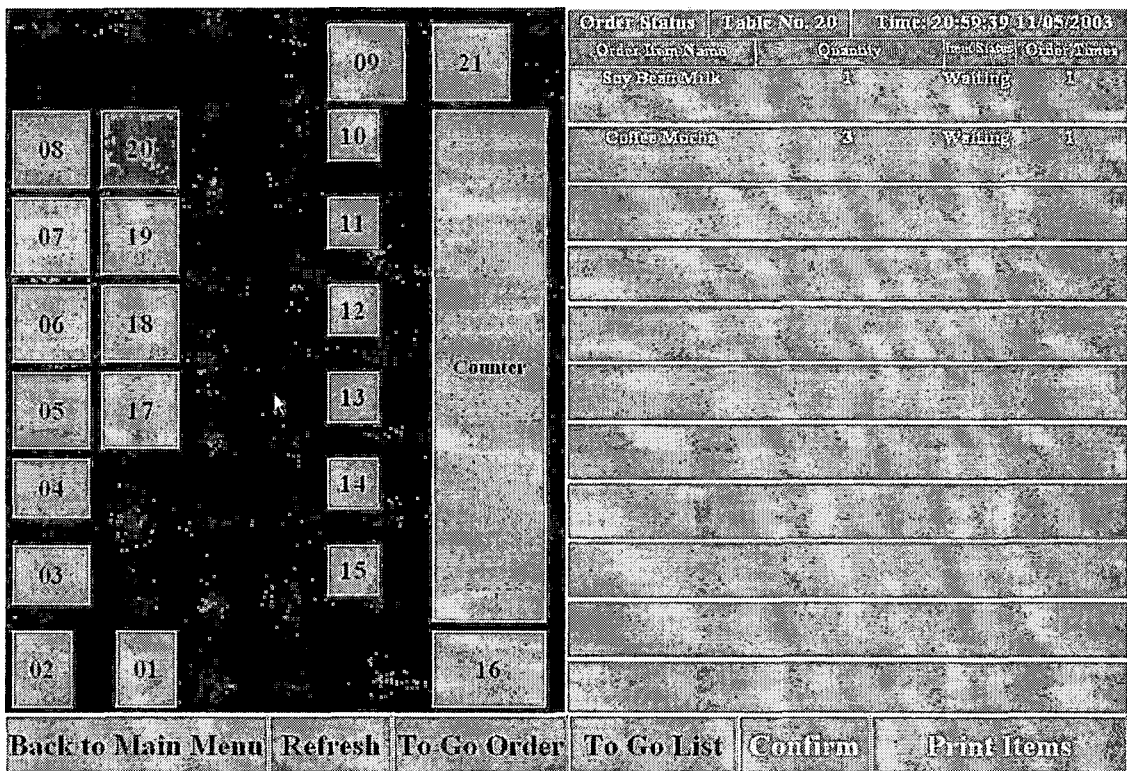 Order Status Table No. 20 Time: 20:59:39 11/05/2003
Order Item Name Quantity Item Status Order Times
Soy Bean Milk 1 Waiting 1
Coffee Mocha 3 Waiting 1
09 21
08 20 10
07 19 11
06 18 12
Counter
05 17 13
04 14
03 15
02 01 16
Back to Main Menu Refresh To Go Order To Go List Confirm Print Items